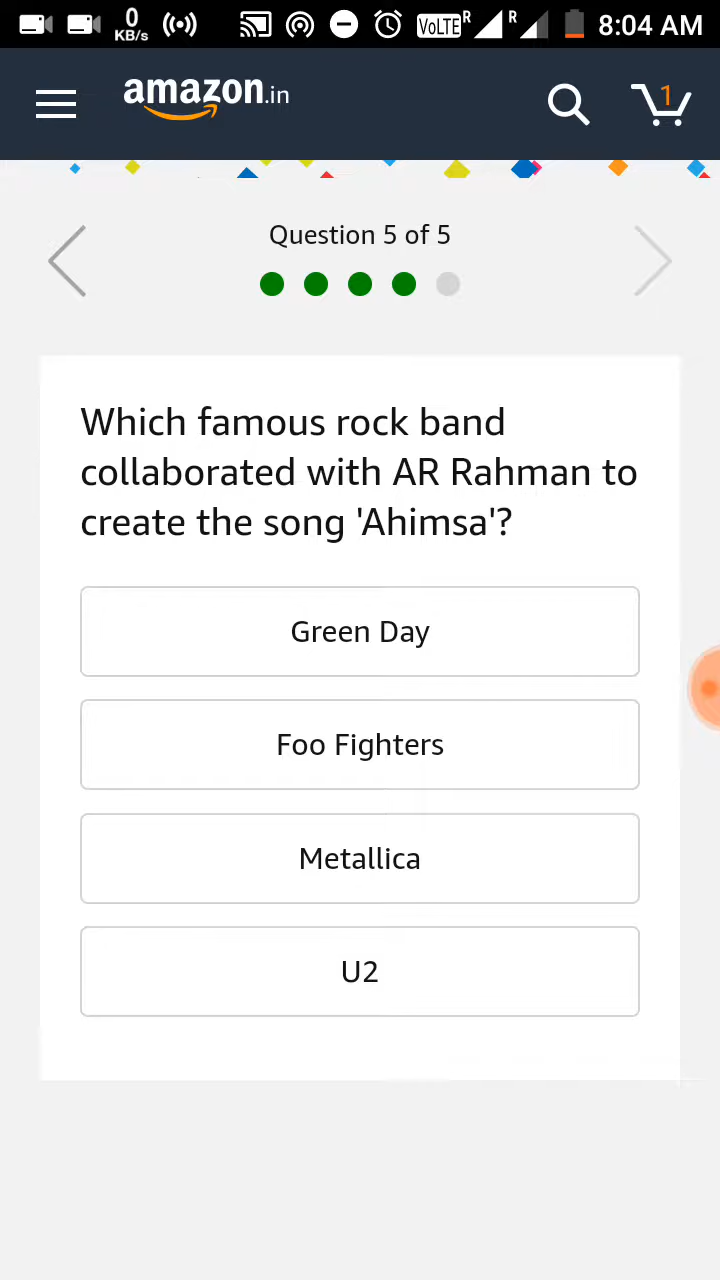 0
KB/s
VoLTE R R 8:04 AM
amazon.in
1
Question 5 of 5
Which famous rock band
collaborated with AR Rahman to
create the song 'Ahimsa'?
Green Day
Foo Fighters
Metallica
U2